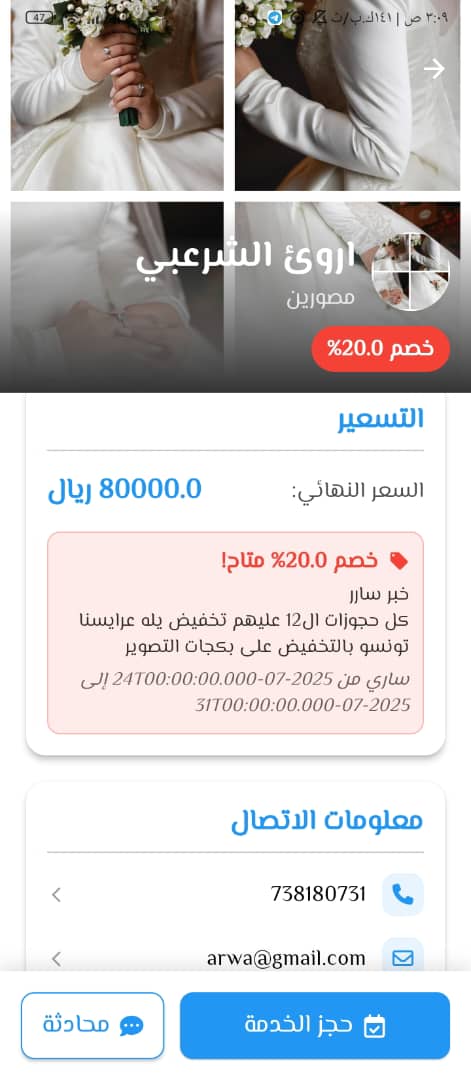 ٣:٠٩ ص | ١٤١ك.ب/ث
47
اروئ الشرعبي
مصورين
خصم 20.0%
التسعير
السعر النهائي:
80000.0 ريال
خصم 20.0% متاح!
خبر سارر
كل حجوزات ال12 عليهم تخفيض يله عرايسنا
تونسو بالتخفيض على بكجات التصوير
ساري من 2025-07-24T00:00:00.000 إلى
2025-07-31T00:00:00.000
معلومات الاتصال
738180731
arwa@gmail.com
حجز الخدمة
محادثة